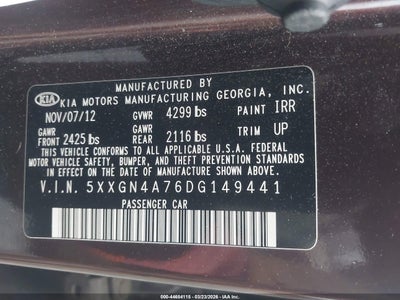 MANUFACTURED BY
KIA KIA MOTORS MANUFACTURING GEORGIA, INC.
NOV/07/12 GVWR 4299 lbs PAINT IRR
GAWR FRONT 2425 lbs GAWR REAR 2116 lbs TRIM UP
THIS VEHICLE CONFORMS TO ALL APPLICABLE U.S.A. FEDERAL
MOTOR VEHICLE SAFETY, BUMPER, AND THEFT PREVENTION STANDARDS
IN EFFECT ON THE DATE OF MANUFACTURE SHOWN ABOVE.
V.I.N. 5XXGN4A76DG149441
PASSENGER CAR
000-44654115 - 03/23/2026 - © IAA, Inc.